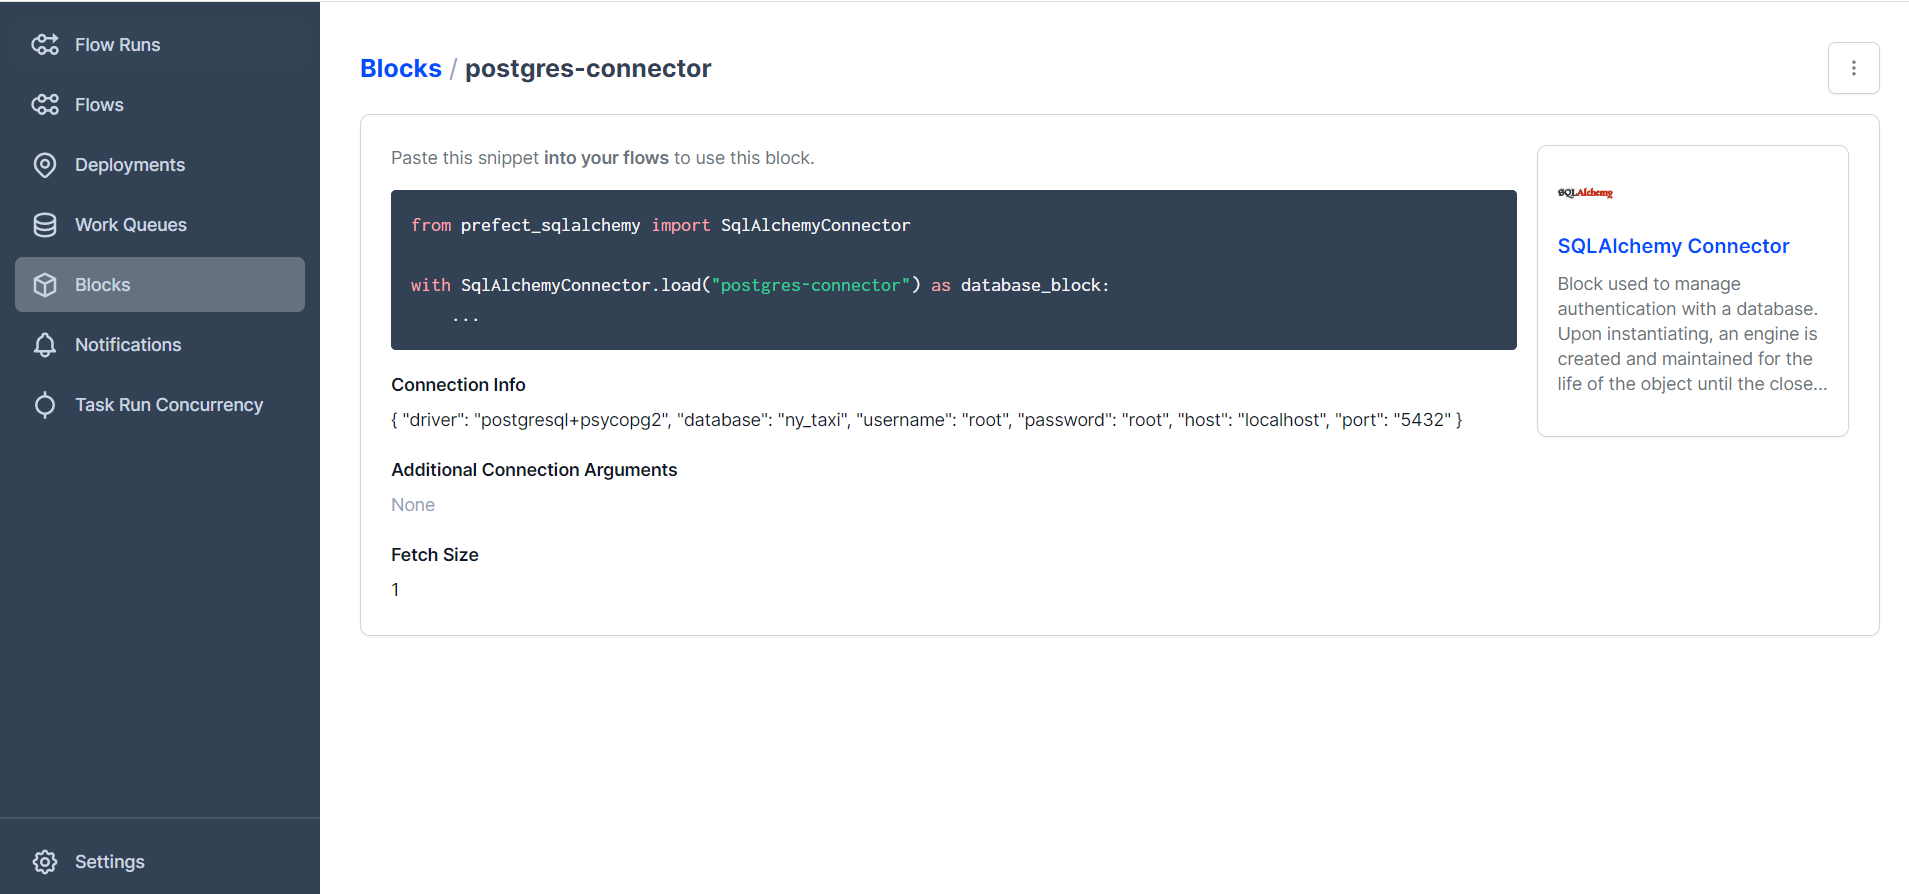 Flow Runs
Flows
Deployments
Work Queues
Blocks
Notifications
Task Run Concurrency
Settings
Blocks / postgres-connector
Paste this snippet into your flows to use this block.
from prefect_sqlalchemy import SqlAlchemyConnector
with SqlAlchemyConnector.load("postgres-connector") as database_block:
...
Connection Info
{ "driver": "postgresql+psycopg2", "database": "ny_taxi", "username": "root", "password": "root", "host": "localhost", "port": "5432" }
Additional Connection Arguments
None
Fetch Size
1
SQLAlchemy
SQLAlchemy Connector
Block used to manage
authentication with a database.
Upon instantiating, an engine is
created and maintained for the
life of the object until the close...